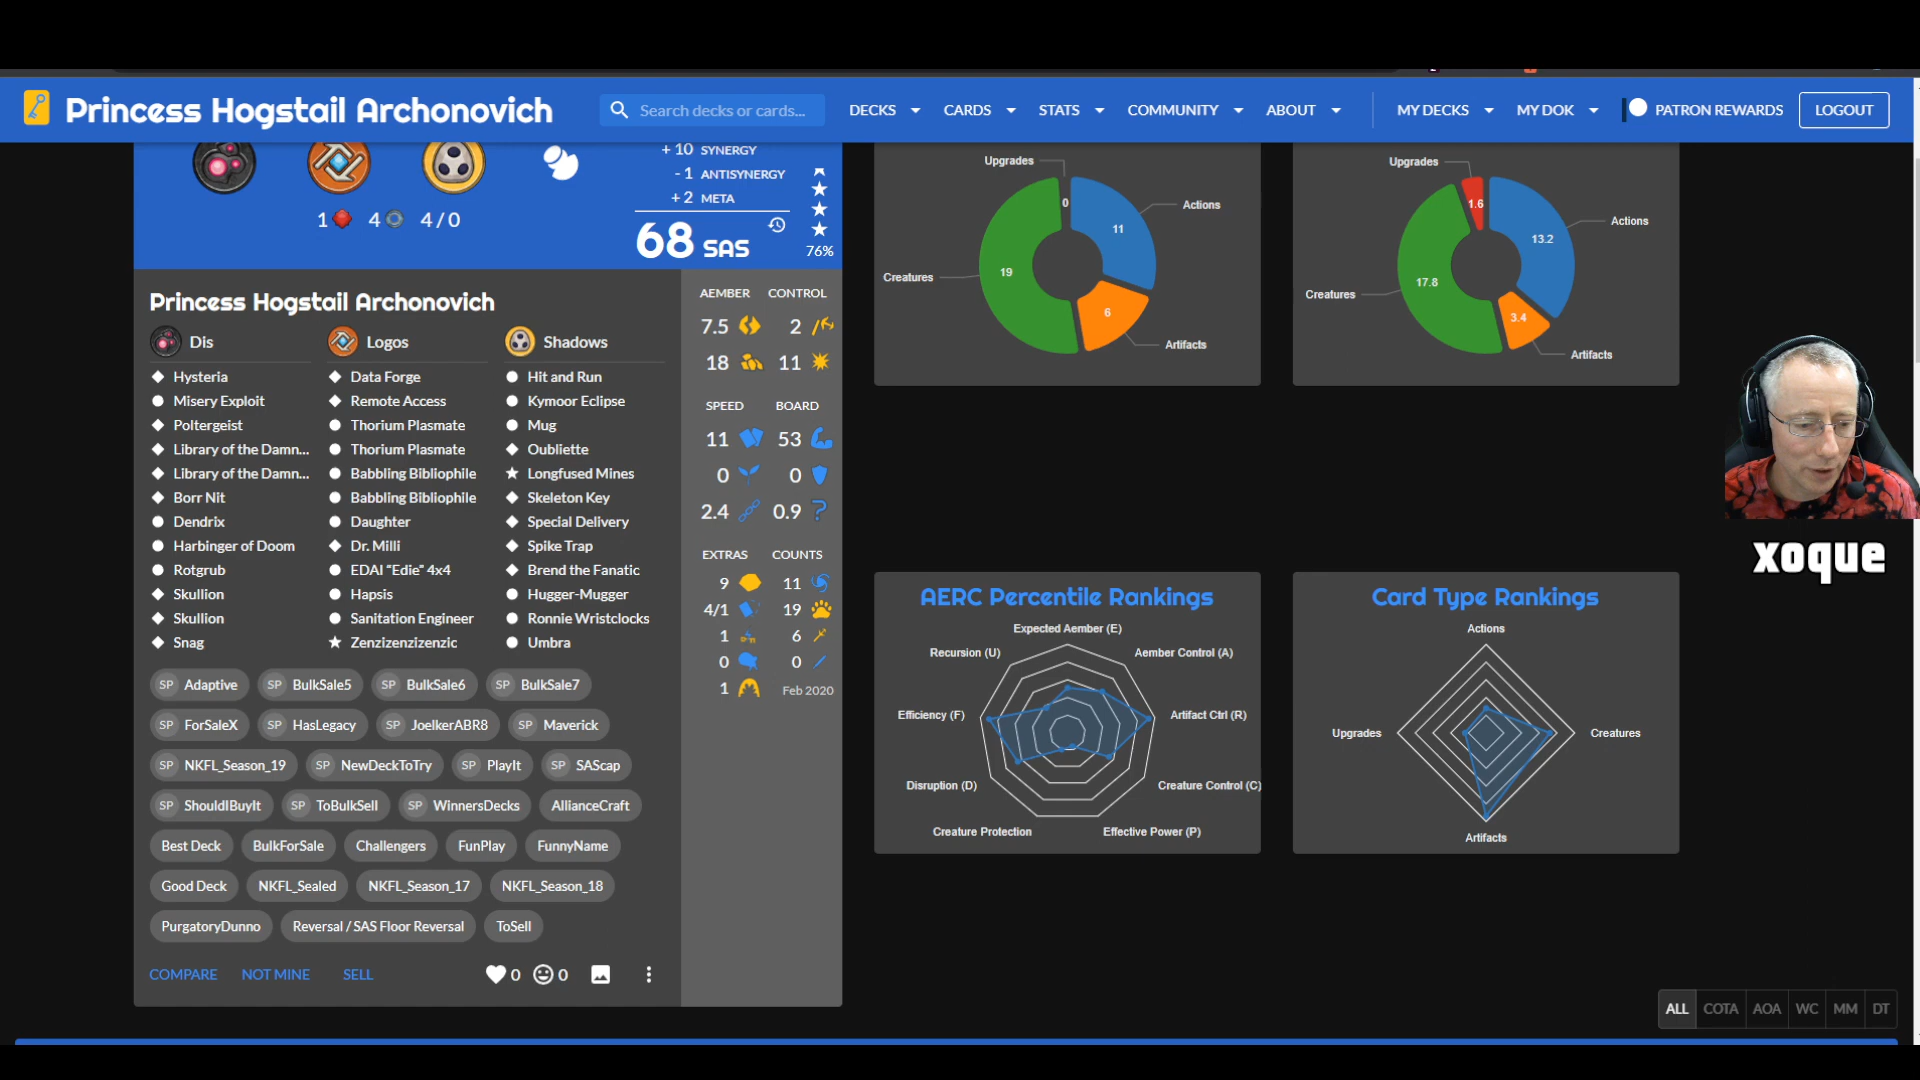 Princess Hogstail Archonovich
Search decks or cards...
DECKS
CARDS
STATS
COMMUNITY
ABOUT
MY DECKS
MY DOK
PATRON REWARDS
LOGOUT
+ 10 SYNERGY
- 1 ANTISYNERGY
+ 2 META
68 SAS
76%
1
4
4 / 0
Princess Hogstail Archonovich
Dis
Hysteria
Misery Exploit
Poltergeist
Library of the Damn...
Library of the Damn...
Borr Nit
Dendrix
Harbinger of Doom
Rotgrub
Skullion
Skullion
Snag
Logos
Data Forge
Remote Access
Thorium Plasmate
Thorium Plasmate
Babbling Bibliophile
Babbling Bibliophile
Daughter
Dr. Milli
EDAI "Edie" 4x4
Hapsis
Sanitation Engineer
Zenzizenzizenzic
Shadows
Hit and Run
Kymoor Eclipse
Mug
Oubliette
Longfused Mines
Skeleton Key
Special Delivery
Spike Trap
Brend the Fanatic
Hugger-Mugger
Ronnie Wristclocks
Umbra
AEMBER CONTROL
7.5 2
18 11
SPEED BOARD
11 53
0 0
2.4 0.9
EXTRAS COUNTS
9 11
4/1 19
1 6
0 0
1 Feb 2020
SP Adaptive SP BulkSale5 SP BulkSale6 SP BulkSale7
SP ForSaleX SP HasLegacy SP JoelkerABR8 SP Maverick
SP NKFL_Season_19 SP NewDeckToTry SP PlayIt SP SAScap
SP ShouldIBuyIt SP ToBulkSell SP WinnersDecks AllianceCraft
Best Deck BulkForSale Challengers FunPlay FunnyName
Good Deck NKFL_Sealed NKFL_Season_17 NKFL_Season_18
PurgatoryDunno Reversal / SAS Floor Reversal ToSell
COMPARE NOT MINE SELL 0 0
Upgrades
0
Actions
11
Creatures
19
6
Artifacts
Upgrades
1.6
Actions
13.2
Creatures
17.8
3.4
Artifacts
AERC Percentile Rankings
Expected Aember (E)
Recursion (U)
Aember Control (A)
Efficiency (F)
Artifact Ctrl (R)
Disruption (D)
Creature Control (C)
Creature Protection
Effective Power (P)
Card Type Rankings
Actions
Upgrades
Creatures
Artifacts
xoque
ALL COTA AOA WC MM DT